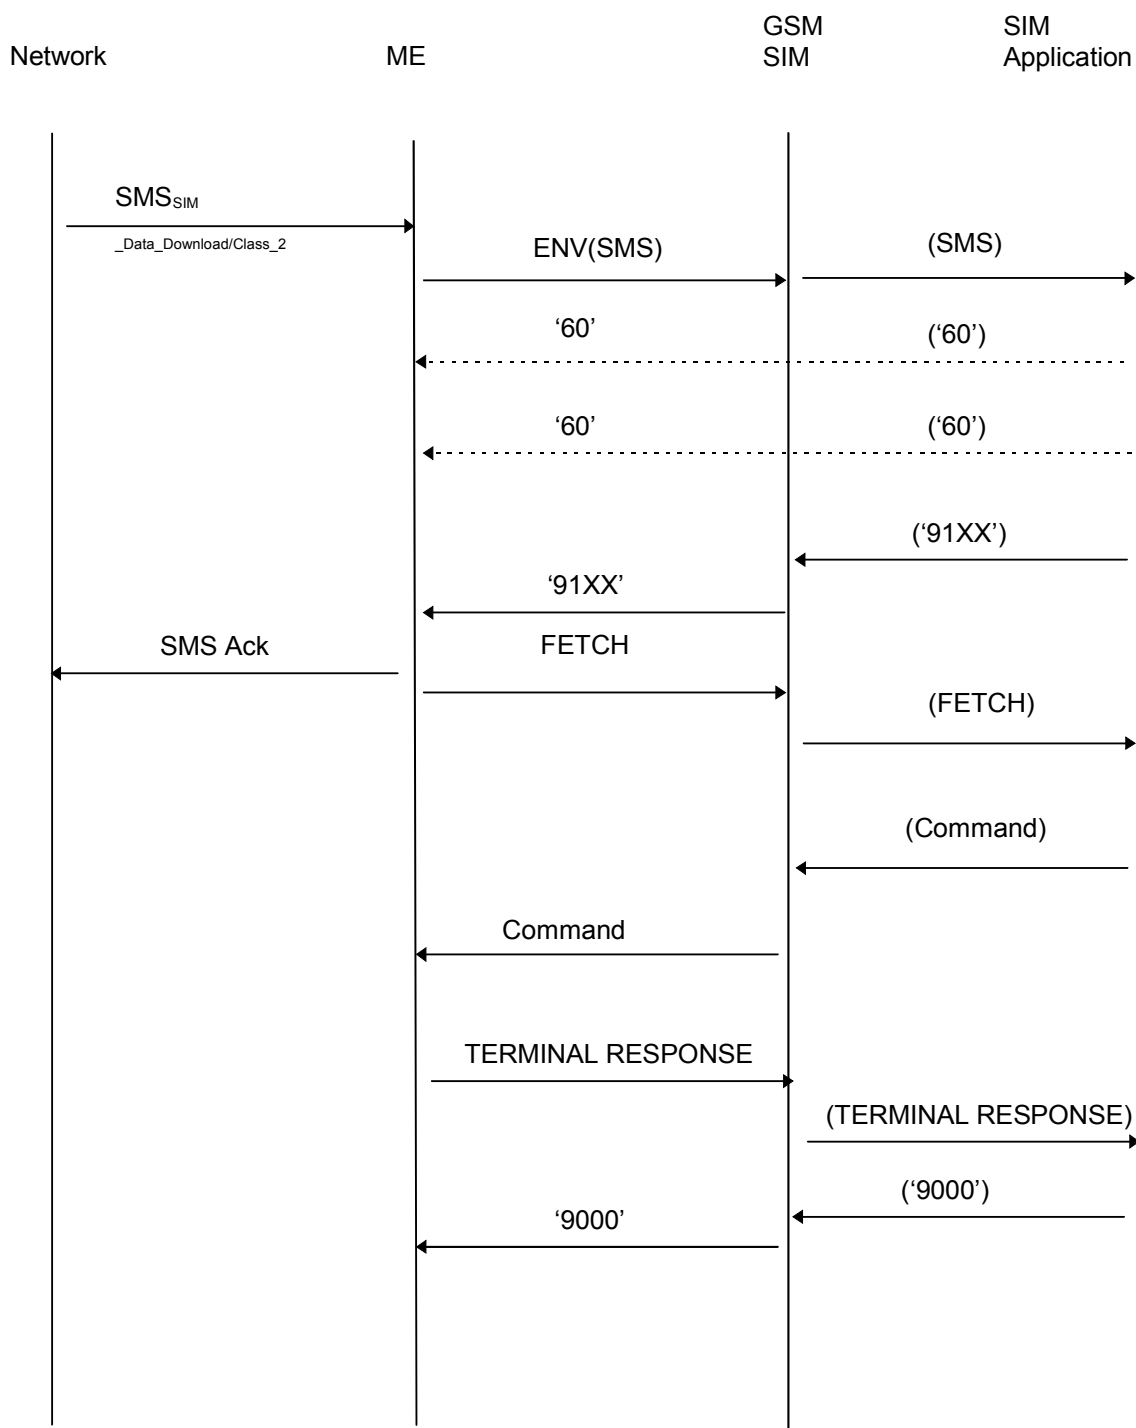 Network
ME
GSM
SIM
SIM
Application
SMSSIM
_Data_Download/Class_2
ENV(SMS)
(SMS)
‘60’
(‘60’)
‘60’
(‘60’)
(‘91XX’)
‘91XX’
SMS Ack
FETCH
(FETCH)
(Command)
Command
TERMINAL RESPONSE
(TERMINAL RESPONSE)
(‘9000’)
‘9000’